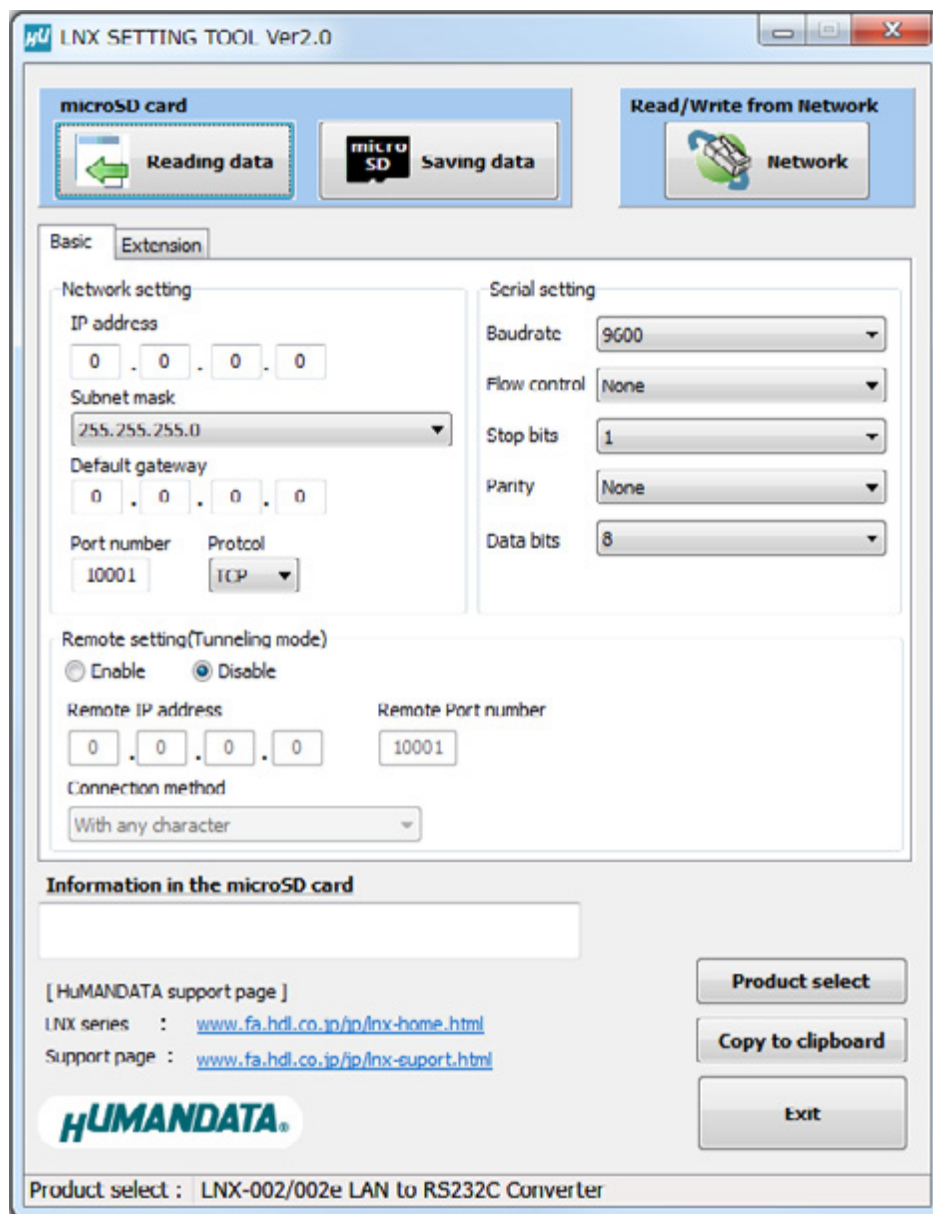 HU LNX SETTING TOOL Ver2.0
microSD card
Reading data
micro SD Saving data
Read/Write from Network
Network
Basic Extension
Network setting
IP address
0 . 0 . 0 . 0
Subnet mask
255.255.255.0
Default gateway
0 . 0 . 0 . 0
Port number Protcol
10001 TCP
Serial setting
Baudrate 9600
Flow control None
Stop bits 1
Parity None
Data bits 8
Remote setting(Tunneling mode)
Enable Disable
Remote IP address Remote Port number
0 . 0 . 0 . 0 10001
Connection method
With any character
Information in the microSD card
[ HuMANDATA support page ]
LNX series : www.fa.hdl.co.jp/jp/lnx-home.html
Support page : www.fa.hdl.co.jp/jp/lnx-suport.html
HUMANDATA®
Product select
Copy to clipboard
Exit
Product select : LNX-002/002e LAN to RS232C Converter